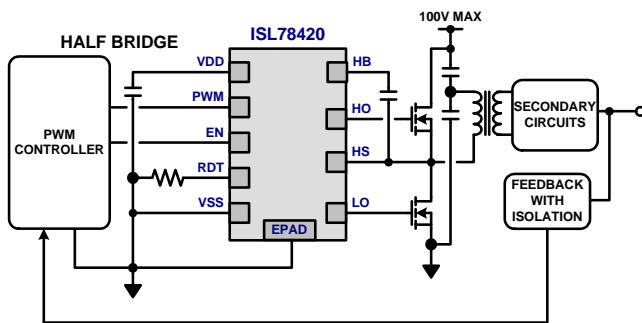 100V MAX
HALF BRIDGE
ISL78420
VDD
HB
PWM
HO
EN
HS
RDT
VSS
LO
EPAD
PWM
CONTROLLER
SECONDARY
CIRCUITS
FEEDBACK
WITH
ISOLATION